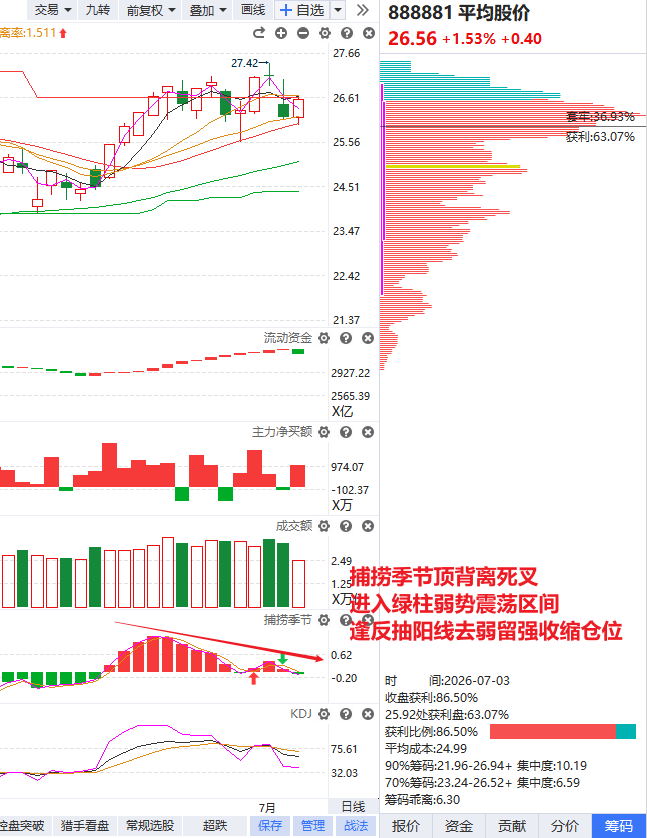 交易 九转 前复权 叠加 画线 + 自选 >>
888881 平均股价
26.56 +1.53% +0.40
离率:1.511
27.42→
27.66
26.61
25.56
24.51
23.47
22.42
21.37
套牢:36.93%
获利:63.07%
流动资金
2927.22
2565.39
X亿
主力净买额
974.07
-102.37
X万
成交额
2.49
1.25
X万亿
捕捞季节顶背离死叉
进入绿柱弱势震荡区间
逢反抽阳线去弱留强收缩仓位
捕捞季节
0.62
-0.20
KDJ
75.61
32.03
时 间:2026-07-03
收盘获利:86.50%
25.92处获利盘:63.07%
获利比例:86.50%
平均成本:24.99
90%筹码:21.96-26.94+ 集中度:10.19
70%筹码:23.24-26.52+ 集中度:6.59
筹码乖离:6.30
7月 日线
控盘突破 猎手看盘 常规选股 超跌 保存 管理 战法
报价 资金 贡献 分价 筹码